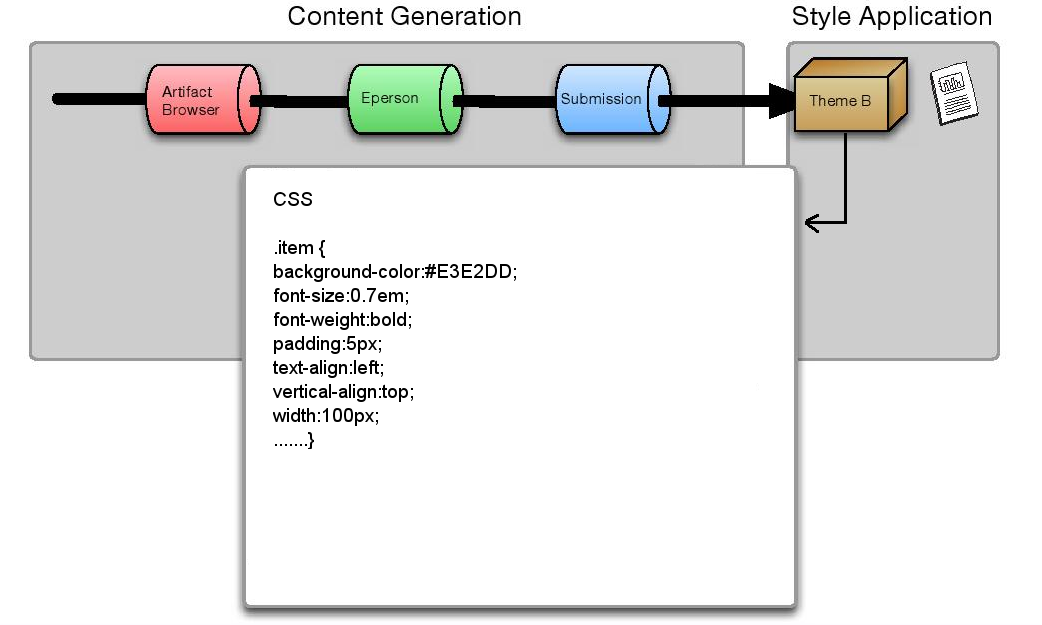 Content Generation
Style Application
Artifact
Browser
Eperson
Submission
Theme B
CSS
.item {
background-color:#E3E2DD;
font-size:0.7em;
font-weight:bold;
padding:5px;
text-align:left;
vertical-align:top;
width:100px;
.......}